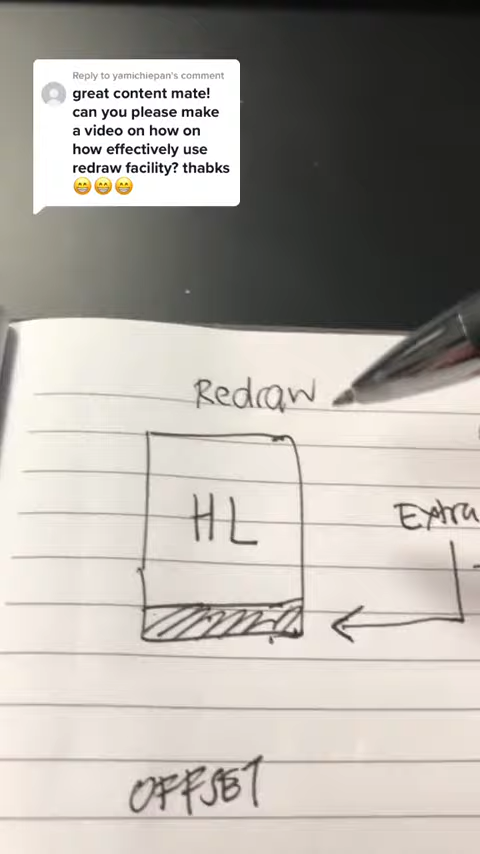 Reply to yamichiepan's comment
great content mate!
can you please make
a video on how on
how effectively use
redraw facility? thabks
😁😁😁
Redraw
HL
Extra
OFFSET